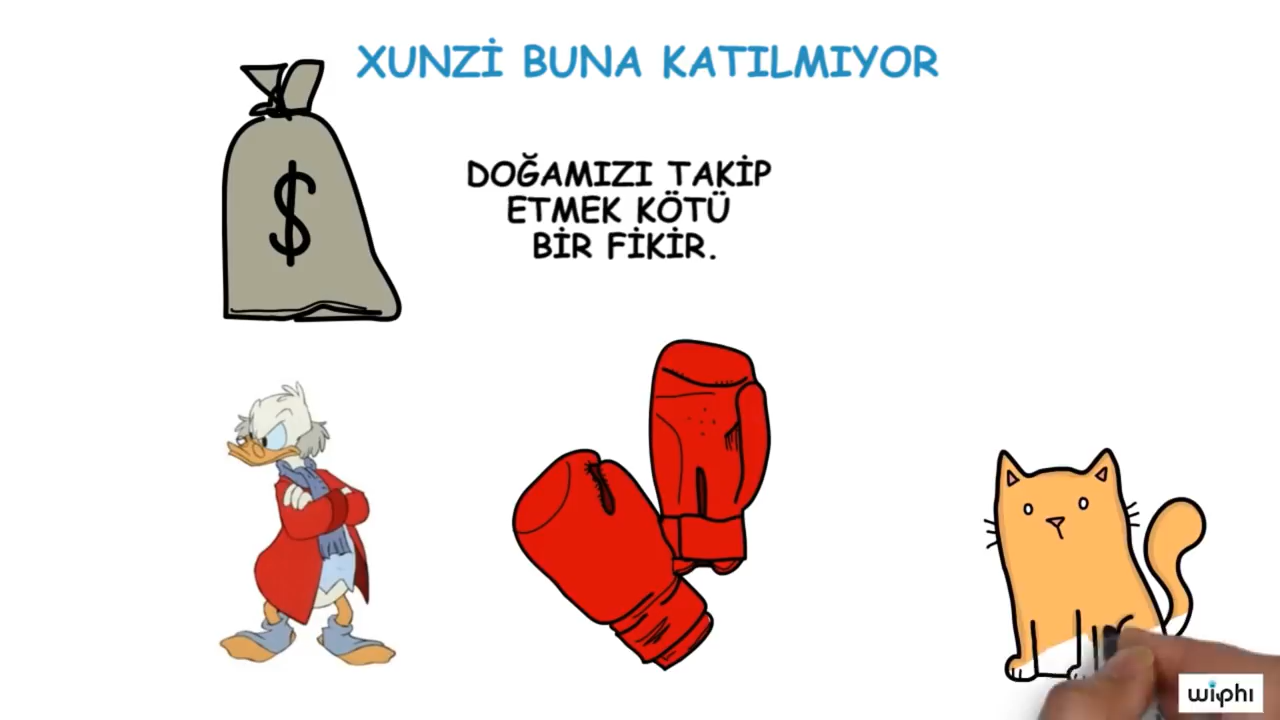 XUNZİ BUNA KATILMIYOR
DOĞAMIZI TAKİP
ETMEK KÖTÜ
BİR FİKİR.
$
wiphi